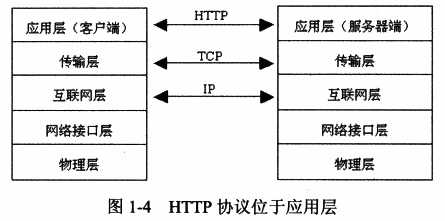 应用层（客户端） HTTP 应用层（服务器端）
传输层 TCP 传输层
互联网层 IP 互联网层
网络接口层 网络接口层
物理层 物理层
图 1-4 HTTP 协议位于应用层